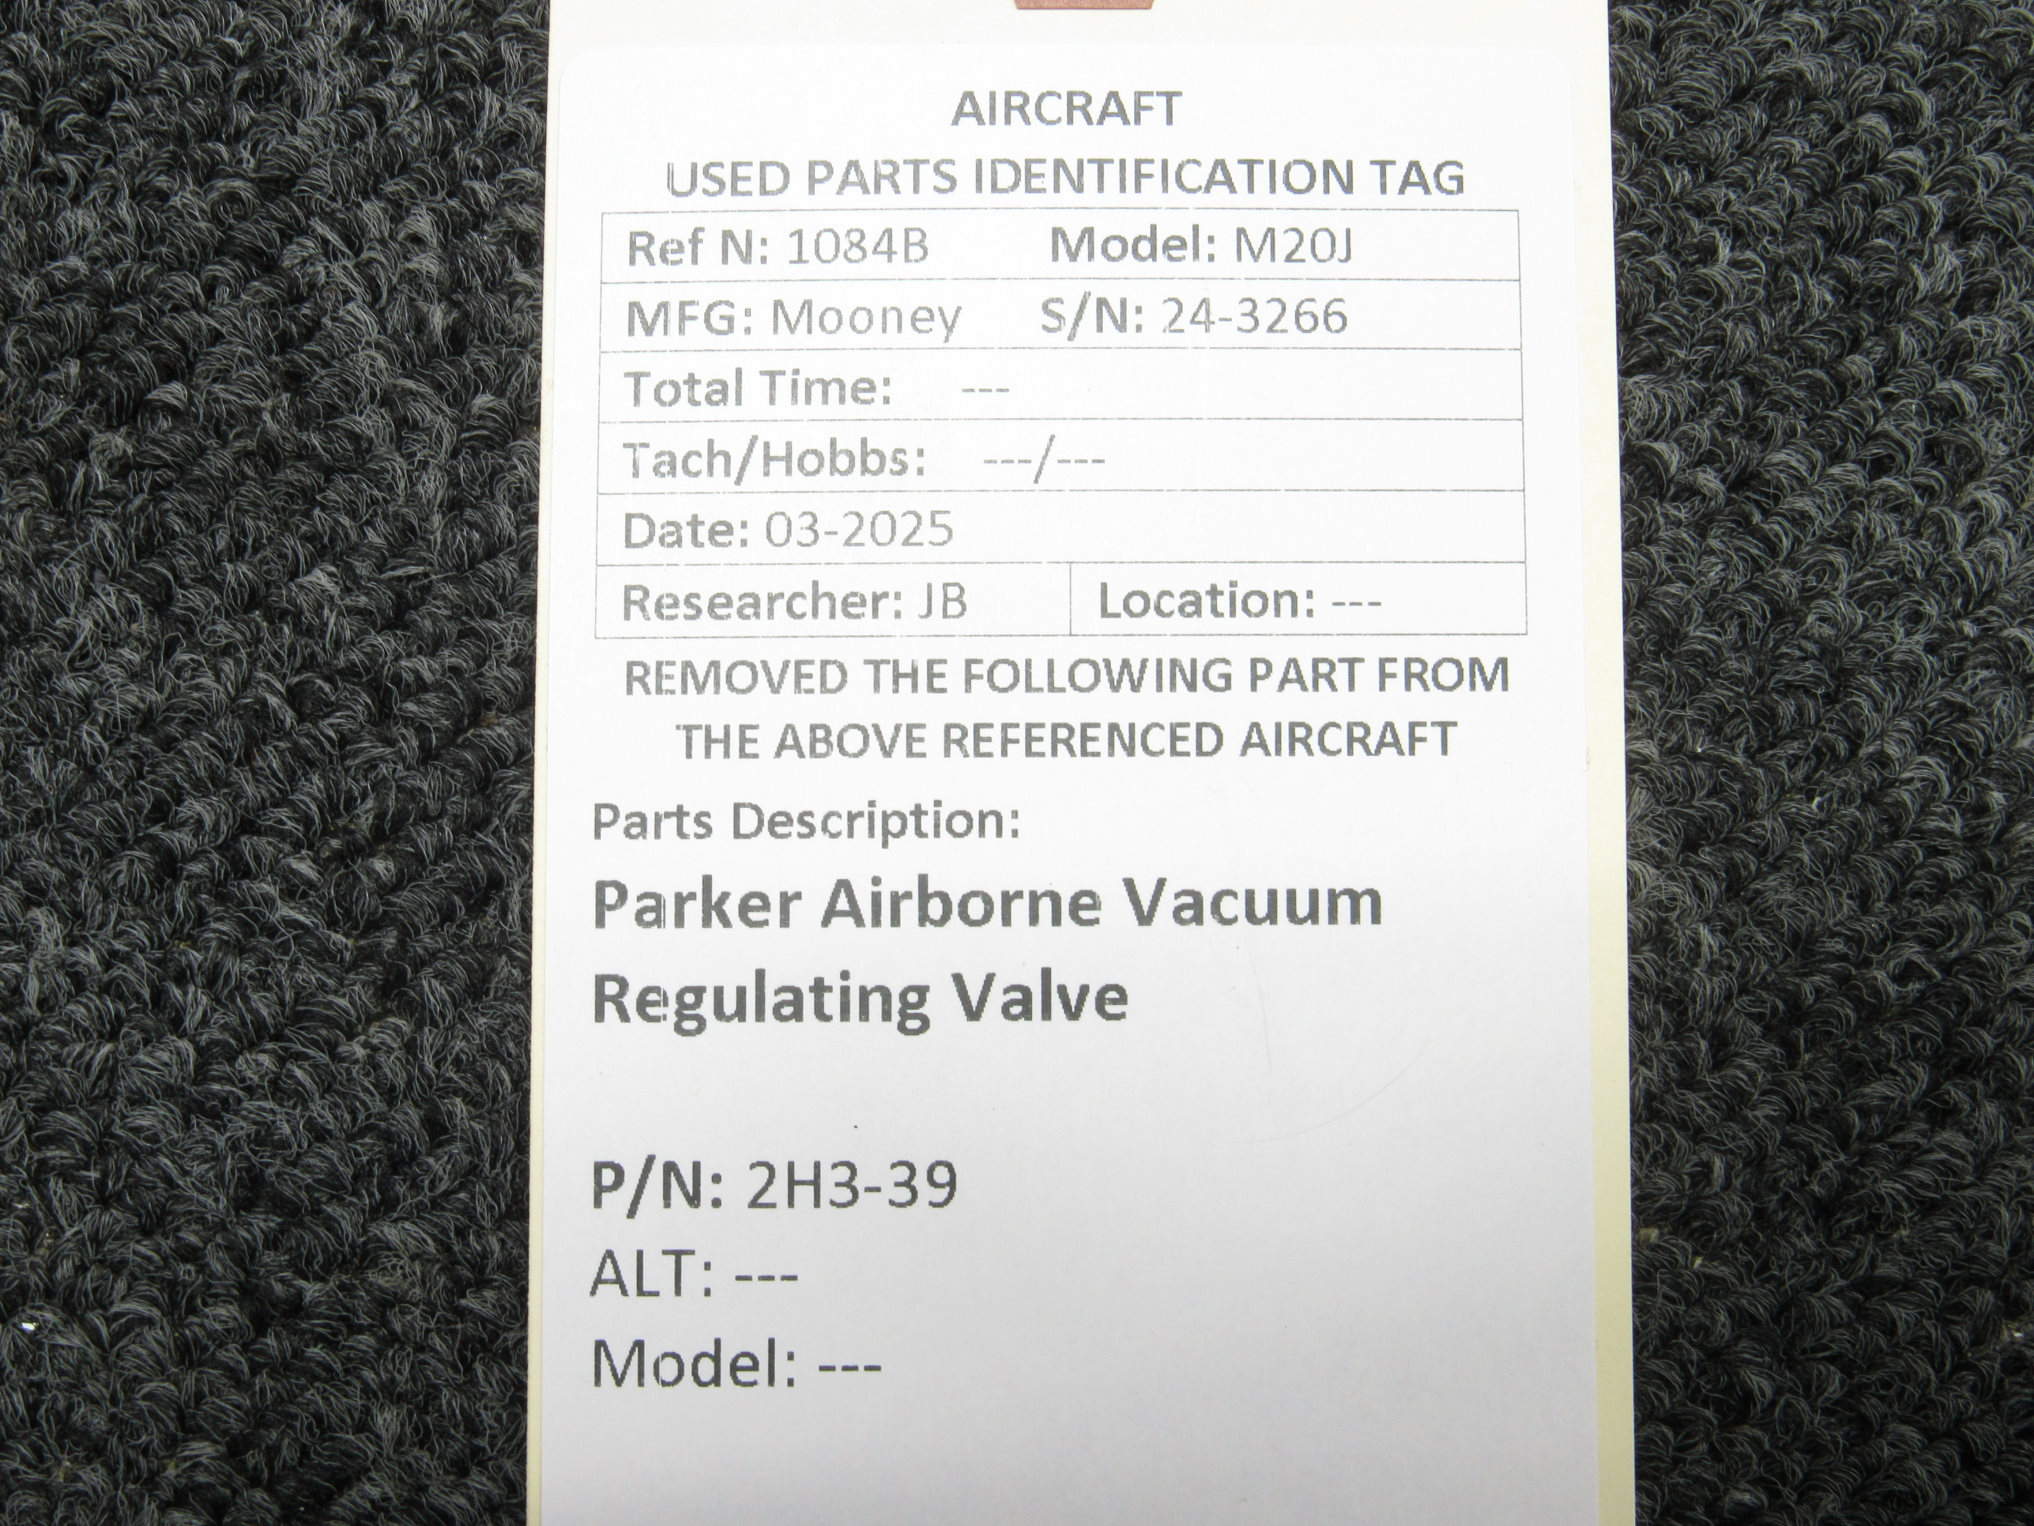 AIRCRAFT
USED PARTS IDENTIFICATION TAG
Ref N: 1084B Model: M20J
MFG: Mooney S/N: 24-3266
Total Time: ---
Tach/Hobbs: ---/---
Date: 03-2025
Researcher: JB Location: ---
REMOVED THE FOLLOWING PART FROM
THE ABOVE REFERENCED AIRCRAFT
Parts Description:
Parker Airborne Vacuum
Regulating Valve
P/N: 2H3-39
ALT: ---
Model: ---